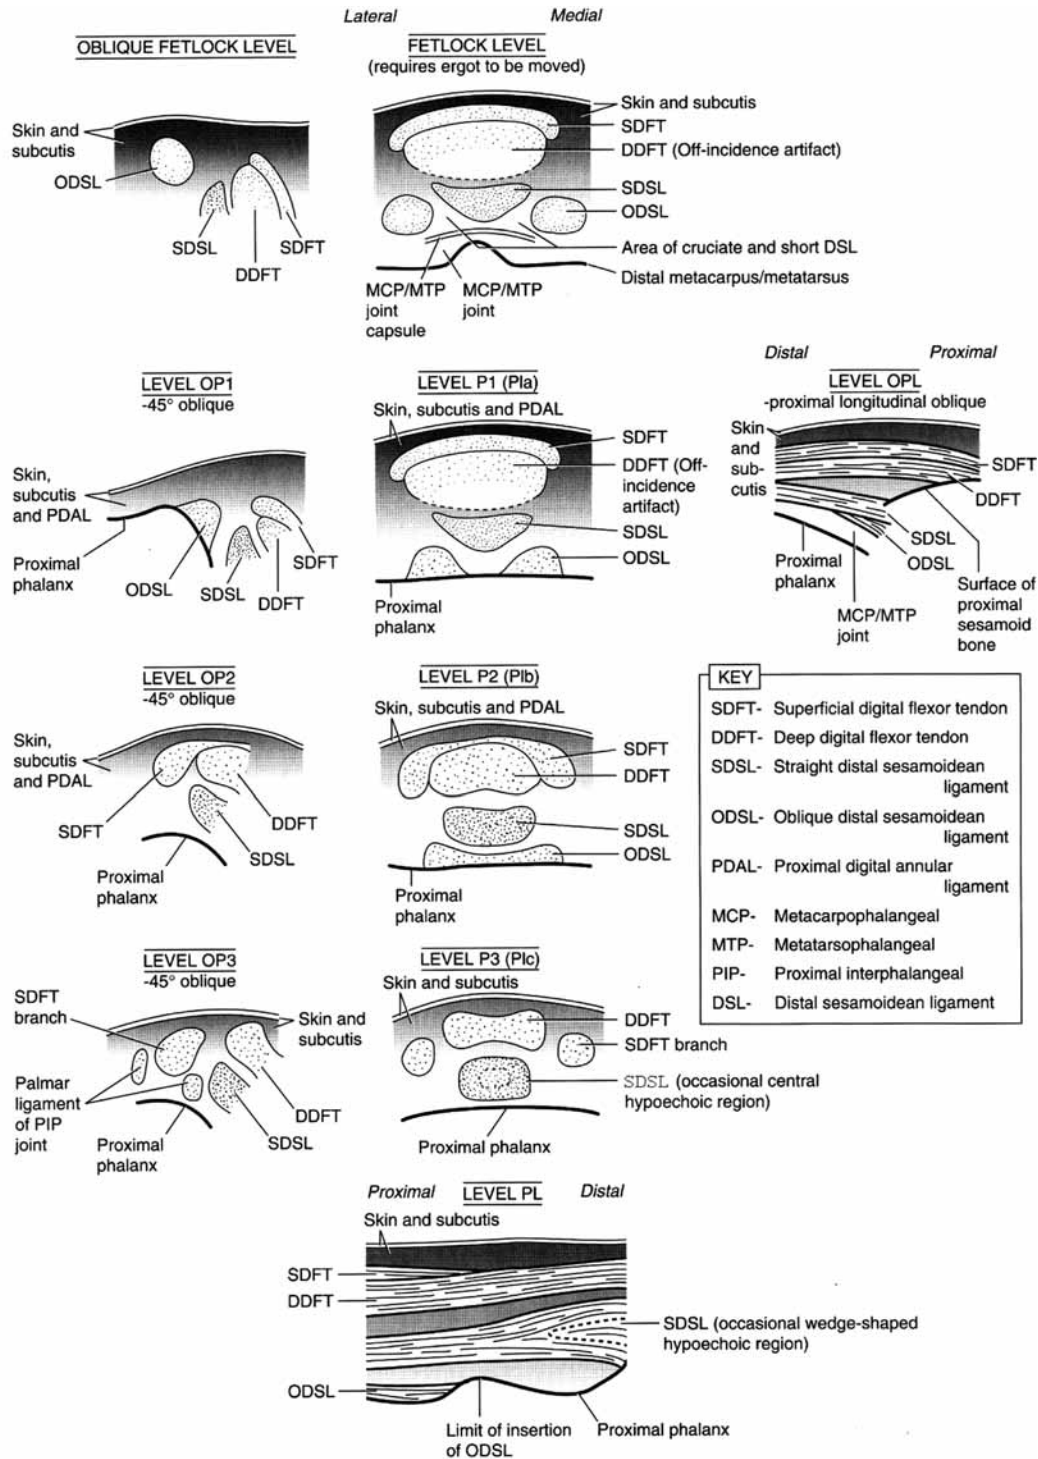 Lateral
Medial
OBLIQUE FETLOCK LEVEL
FETLOCK LEVEL
(requires ergot to be moved)
Skin and
subcutis
ODSL
SDSL
DDFT
SDFT
Skin and subcutis
SDFT
DDFT (Off-incidence artifact)
SDSL
ODSL
Area of cruciate and short DSL
Distal metacarpus/metatarsus
MCP/MTP
joint
capsule
MCP/MTP
joint
LEVEL OP1
-45° oblique
Skin,
subcutis
and PDAL
Proximal
phalanx
ODSL
SDSL
DDFT
SDFT
LEVEL P1 (Pla)
Skin, subcutis and PDAL
SDFT
DDFT (Off-
incidence
artifact)
SDSL
ODSL
Proximal
phalanx
Distal
Proximal
LEVEL OPL
-proximal longitudinal oblique
Skin
and
sub-
cutis
SDFT
DDFT
SDSL
ODSL
Proximal
phalanx
MCP/MTP
joint
Surface of
proximal
sesamoid
bone
LEVEL OP2
-45° oblique
Skin,
subcutis
and PDAL
SDFT
DDFT
SDSL
Proximal
phalanx
LEVEL P2 (Plb)
Skin, subcutis and PDAL
SDFT
DDFT
SDSL
ODSL
Proximal
phalanx
KEY
SDFT- Superficial digital flexor tendon
DDFT- Deep digital flexor tendon
SDSL- Straight distal sesamoidean
ligament
ODSL- Oblique distal sesamoidean
ligament
PDAL- Proximal digital annular
ligament
MCP- Metacarpophalangeal
MTP- Metatarsophalangeal
PIP- Proximal interphalangeal
DSL- Distal sesamoidean ligament
LEVEL OP3
-45° oblique
SDFT
branch
Skin and
subcutis
Palmar
ligament
of PIP
joint
Proximal
phalanx
DDFT
SDSL
LEVEL P3 (Plc)
Skin and subcutis
DDFT
SDFT branch
SDSL (occasional central
hypoechoic region)
Proximal phalanx
Proximal
LEVEL PL
Distal
Skin and subcutis
SDFT
DDFT
SDSL (occasional wedge-shaped
hypoechoic region)
ODSL
Limit of insertion
of ODSL
Proximal phalanx